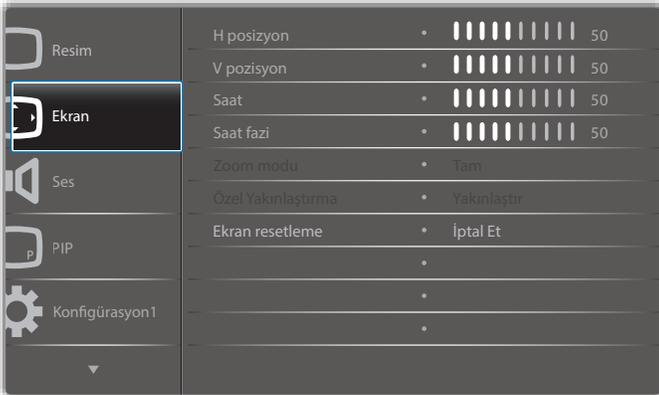 Resim
Ekran
Ses
P PIP
Konfigürasyon1
H posizyon • 50
V pozisyon • 50
Saat • 50
Saat fazi • 50
Zoom modu • Tam
Özel Yakınlaştırma • Yakınlaştır
Ekran resetleme • İptal Et